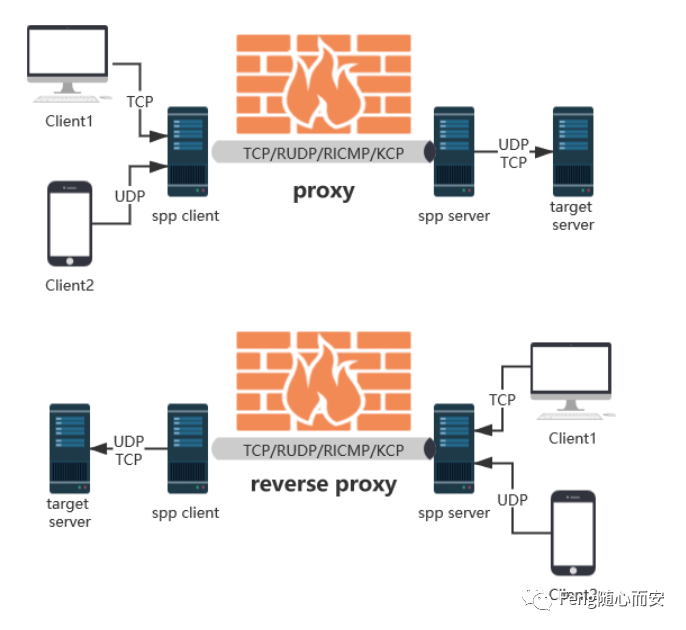 Client1
TCP
UDP
Client2
spp client
TCP/RUDP/RICMP/KCP
proxy
spp server
UDP
TCP
target
server
target
server
UDP
TCP
spp client
TCP/RUDP/RICMP/KCP
reverse proxy
spp server
TCP
Client1
UDP
Feng随心而安